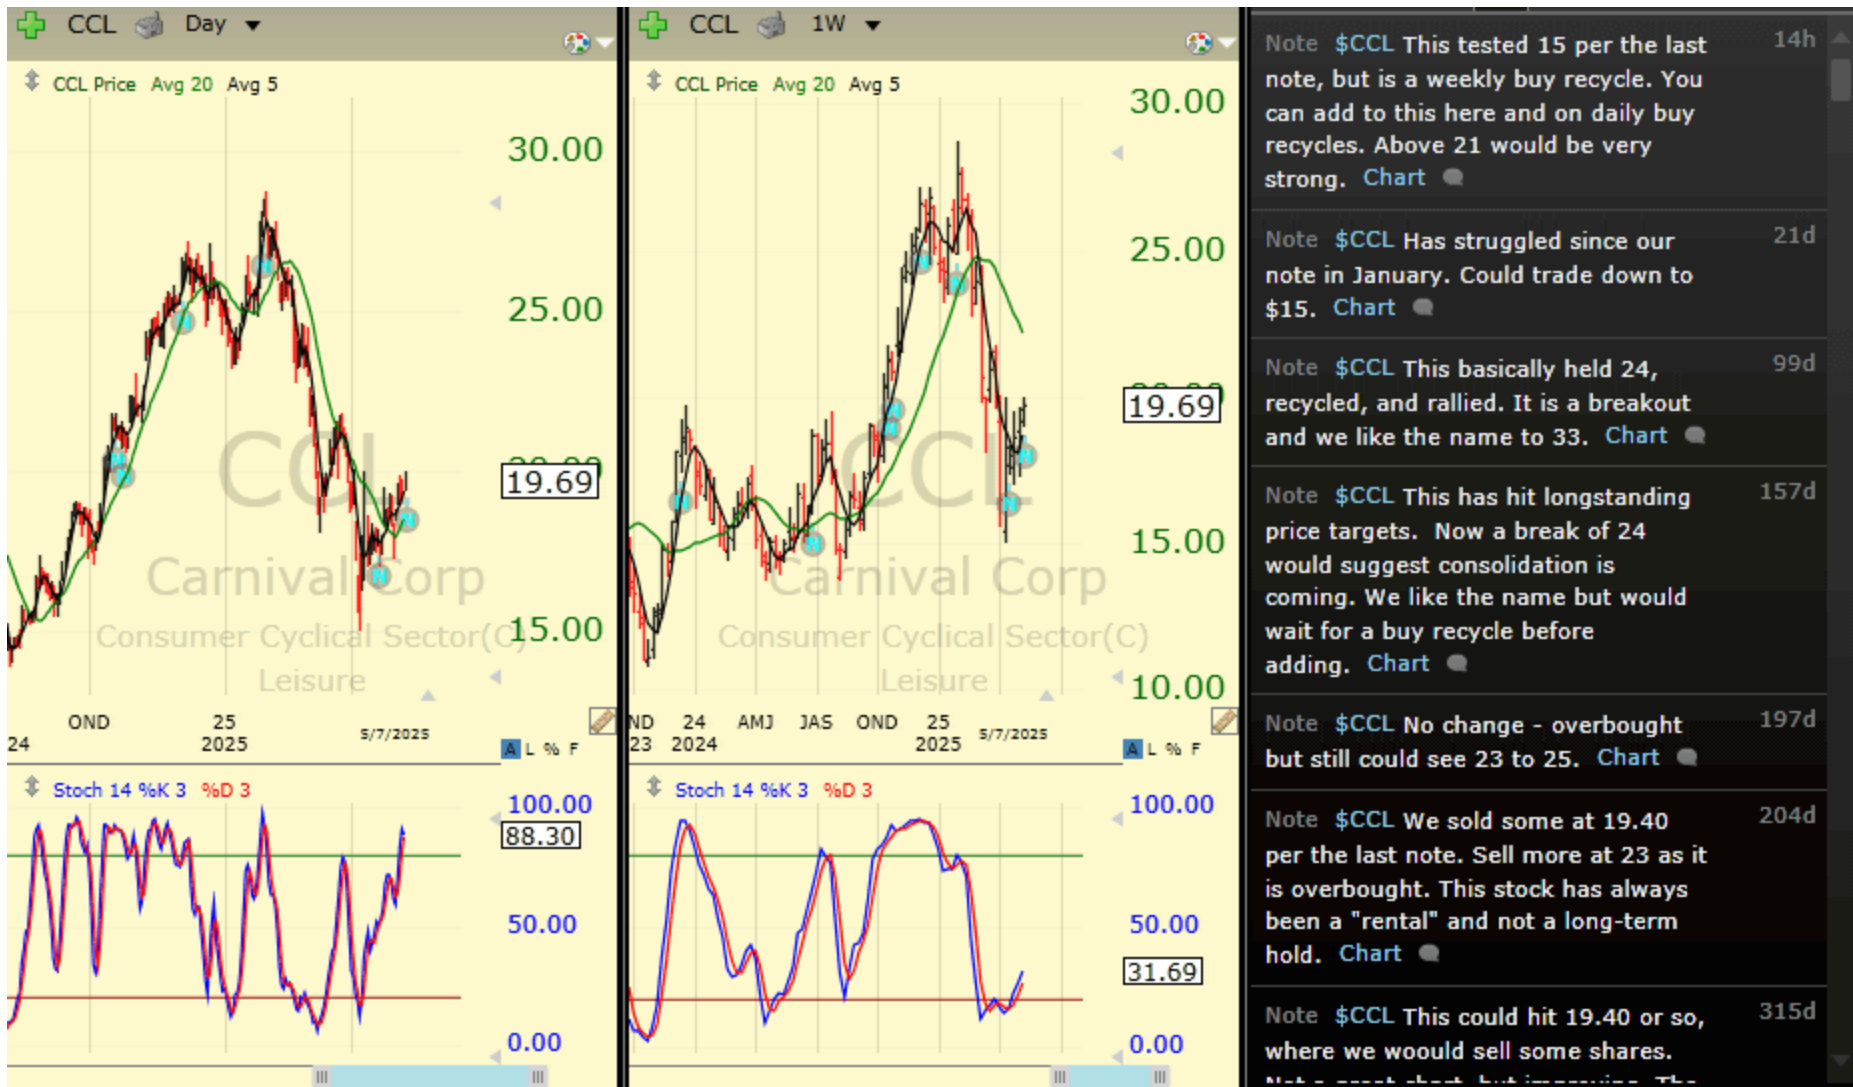 CCL Day
CCL Price Avg 20 Avg 5
30.00
25.00
20.00
19.69
15.00
CCL
Carnival Corp
Consumer Cyclical Sector(C)
Leisure
OND 25
24 2025 5/7/2025
A L % F
Stoch 14 %K 3 %D 3
100.00
88.30
50.00
0.00
CCL 1W
CCL Price Avg 20 Avg 5
30.00
25.00
20.00
19.69
15.00
10.00
CCL
Carnival Corp
Consumer Cyclical Sector(C)
Leisure
ND 24 AMJ JAS OND 25
23 2024 2025 5/7/2025
A L % F
Stoch 14 %K 3 %D 3
100.00
50.00
31.69
0.00
Note $CCL This tested 15 per the last 14h
note, but is a weekly buy recycle. You
can add to this here and on daily buy
recycles. Above 21 would be very
strong. Chart
Note $CCL Has struggled since our 21d
note in January. Could trade down to
$15. Chart
Note $CCL This basically held 24, 99d
recycled, and rallied. It is a breakout
and we like the name to 33. Chart
Note $CCL This has hit longstanding 157d
price targets. Now a break of 24
would suggest consolidation is
coming. We like the name but would
wait for a buy recycle before
adding. Chart
Note $CCL No change - overbought 197d
but still could see 23 to 25. Chart
Note $CCL We sold some at 19.40 204d
per the last note. Sell more at 23 as it
is overbought. This stock has always
been a "rental" and not a long-term
hold. Chart
Note $CCL This could hit 19.40 or so, 315d
where we woould sell some shares.
Not a great chart, but improving. The